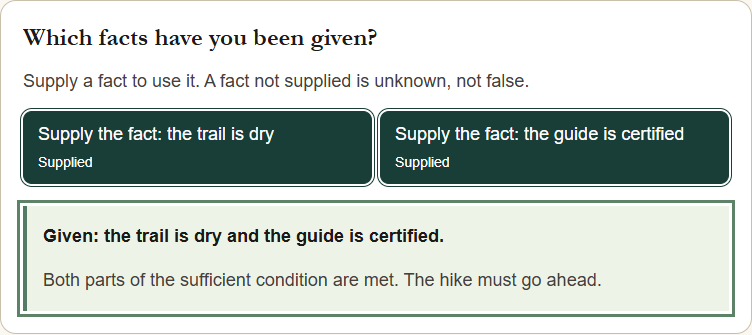 Which facts have you been given?
Supply a fact to use it. A fact not supplied is unknown, not false.
Supply the fact: the trail is dry
Supplied
Supply the fact: the guide is certified
Supplied
Given: the trail is dry and the guide is certified.
Both parts of the sufficient condition are met. The hike must go ahead.